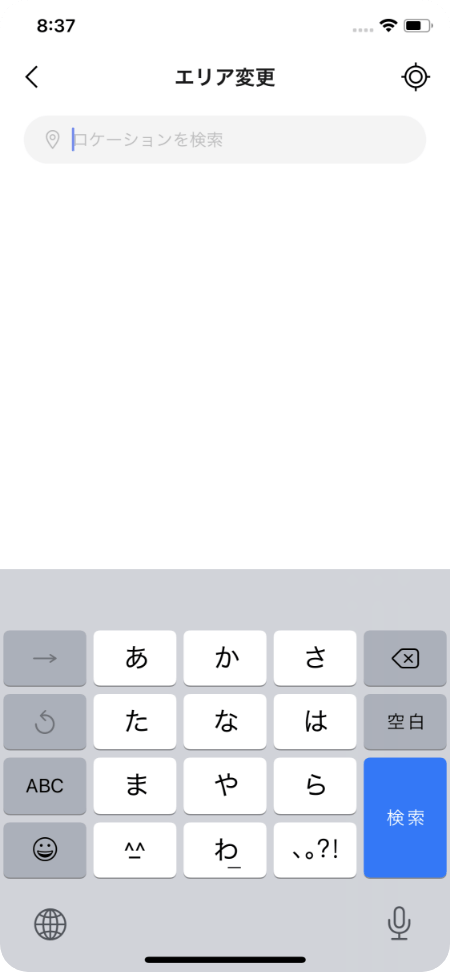 8:37
エリア変更
ロケーションを検索
→ あ か さ
た な は 空白
ABC ま や ら 検索
^_^ わ_ 、。?!